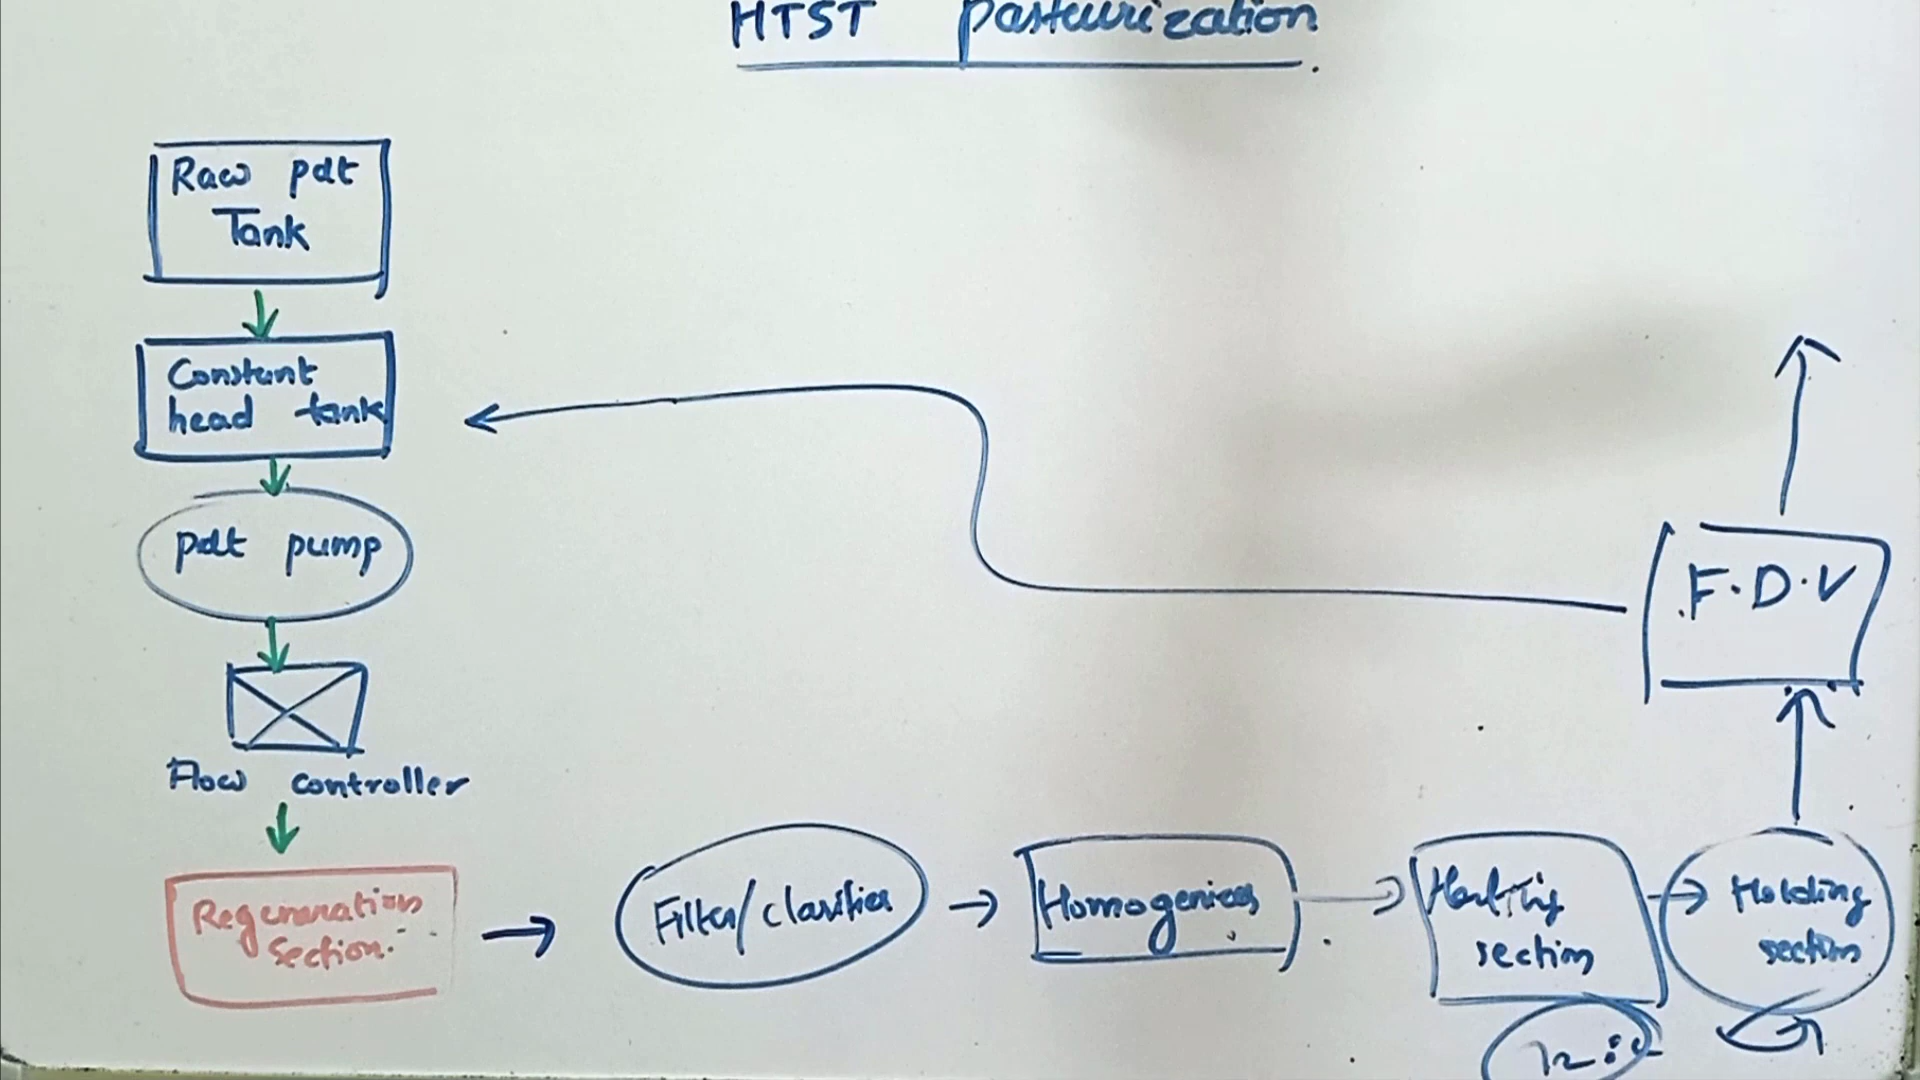 HTST pasteurization
Raw pdt
Tank
Constant
head tank
pdt pump
Flow controller
Regeneration
section
Filter/clarifier
Homogeniser
Heating
section
Holding
section
F.D.V